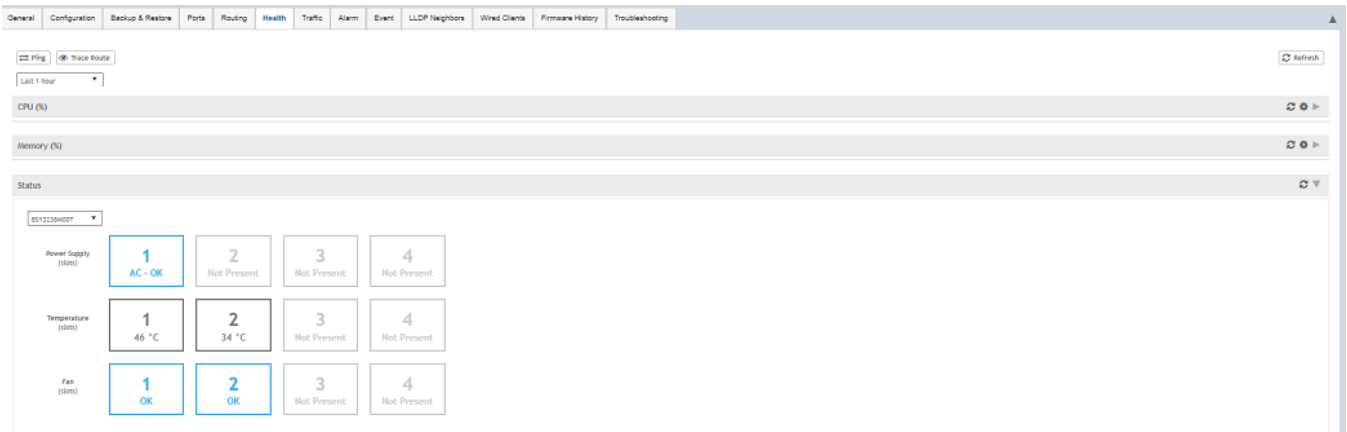 General Configuration Backup & Restore Ports Routing Health Traffic Alarm Event LLDP Neighbors Wired Clients Firmware History Troubleshooting
Ping Trace Route Refresh
Last 1 hour
CPU (%)
Memory (%)
Status
Power Supply
(slots)
1 2 3 4
AC - OK Not Present Not Present Not Present
Temperature
(slots)
1 2 3 4
46 °C 34 °C Not Present Not Present
Fan
(slots)
1 2 3 4
OK OK Not Present Not Present